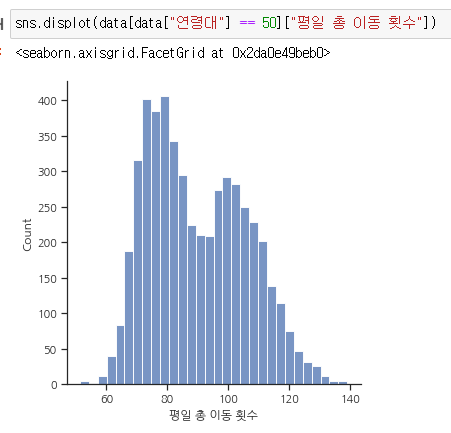 sns.displot(data[data["연령대"] == 50]["평일 총 이동 횟수"])
<seaborn.axisgrid.FacetGrid at 0x2da0e49beb0>
400
350
300
250
200
150
100
50
0
Count
60 80 100 120 140
평일 총 이동 횟수